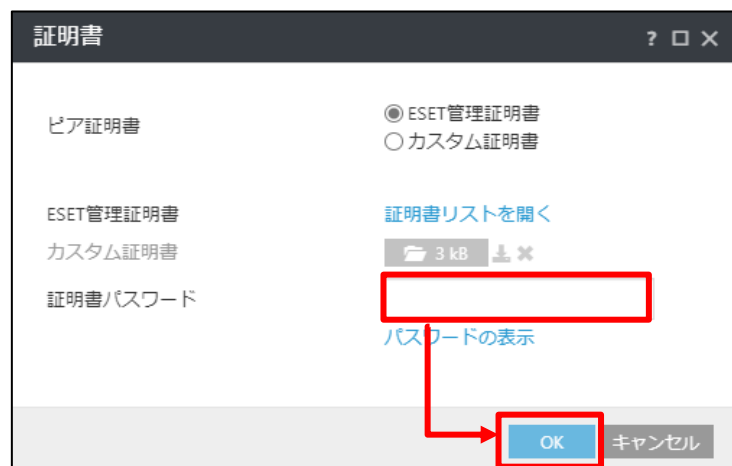 証明書 ? □ ×
ピア証明書
ESET管理証明書
カスタム証明書
ESET管理証明書 証明書リストを開く
カスタム証明書 3 kB
証明書パスワード
パスワードの表示
OK キャンセル